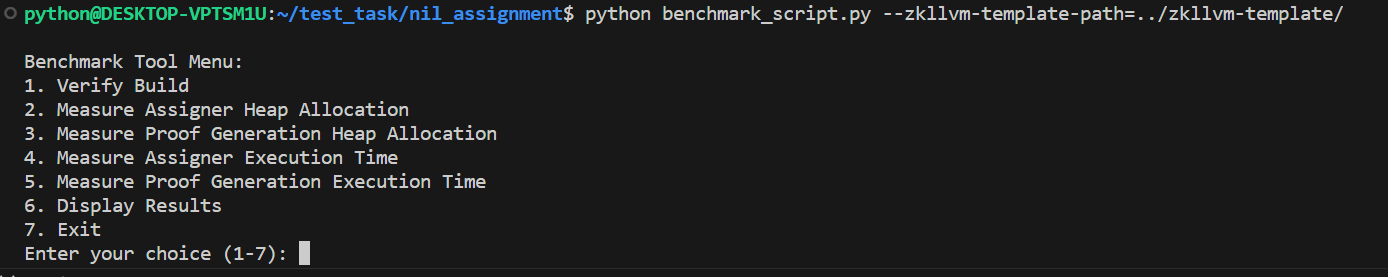 python@DESKTOP-VPTSM1U:~/test_task/nil_assignment$ python benchmark_script.py --zkllvm-template-path=../zkllvm-template/
Benchmark Tool Menu:
1. Verify Build
2. Measure Assigner Heap Allocation
3. Measure Proof Generation Heap Allocation
4. Measure Assigner Execution Time
5. Measure Proof Generation Execution Time
6. Display Results
7. Exit
Enter your choice (1-7):